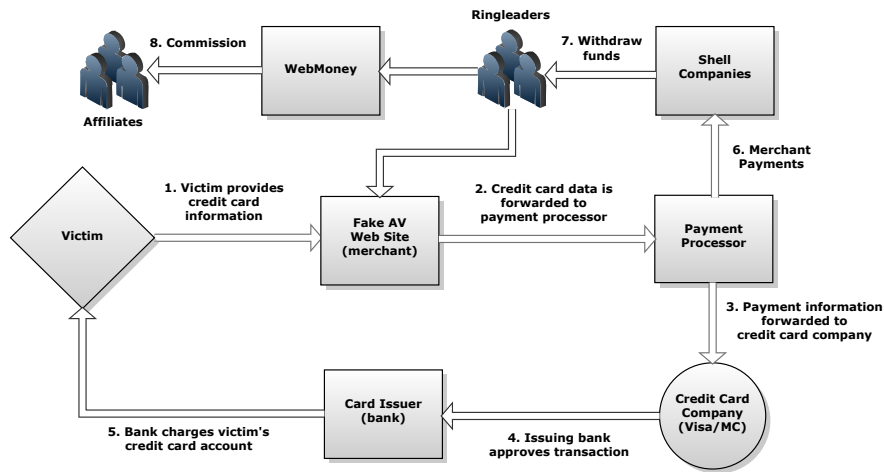 Ringleaders
8. Commission
WebMoney
7. Withdraw
funds
Shell
Companies
Affiliates
6. Merchant
Payments
1. Victim provides
credit card
information
2. Credit card data is
forwarded to
payment processor
Victim
Fake AV
Web Site
(merchant)
Payment
Processor
3. Payment information
forwarded to
credit card company
Card Issuer
(bank)
Credit Card
Company
(Visa/MC)
5. Bank charges victim's
credit card account
4. Issuing bank
approves transaction